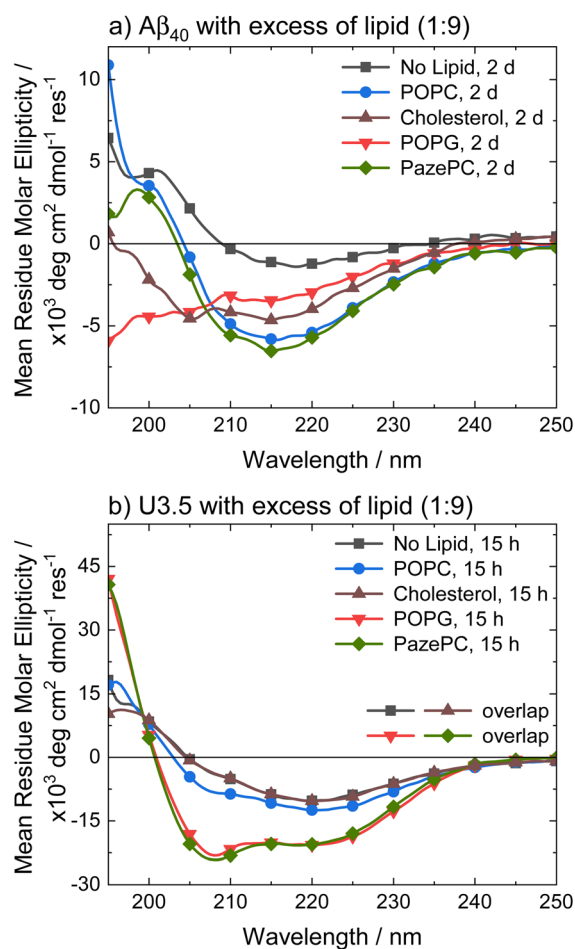 a) Aβ₄₀ with excess of lipid (1:9)
No Lipid, 2 d
POPC, 2 d
Cholesterol, 2 d
POPG, 2 d
PazePC, 2 d
10
5
0
-5
-10
Mean Residue Molar Ellipticity /
x10³ deg cm² dmol⁻¹ res⁻¹
200 210 220 230 240 250
Wavelength / nm
b) U3.5 with excess of lipid (1:9)
No Lipid, 15 h
POPC, 15 h
Cholesterol, 15 h
POPG, 15 h
PazePC, 15 h
overlap
overlap
45
30
15
0
-15
-30
Mean Residue Molar Ellipticity /
x10³ deg cm² dmol⁻¹ res⁻¹
200 210 220 230 240 250
Wavelength / nm